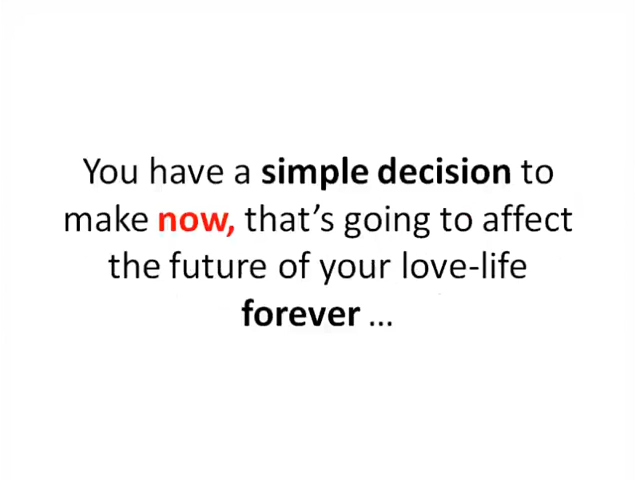 You have a simple decision to
make now, that's going to affect
the future of your love-life
forever ...